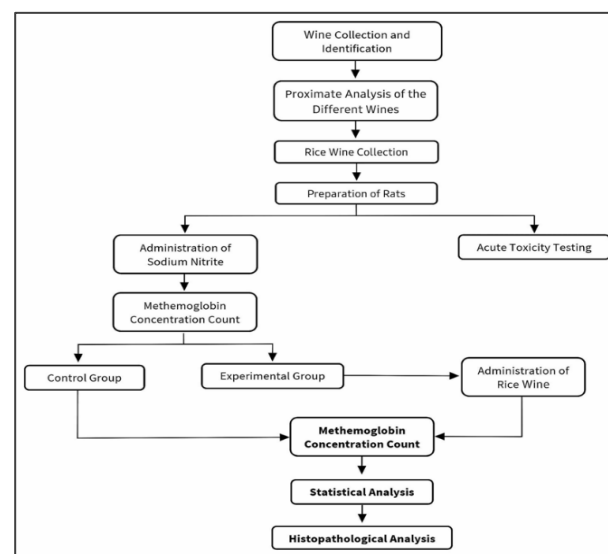 Wine Collection and
Identification
Proximate Analysis of the
Different Wines
Rice Wine Collection
Preparation of Rats
Administration of
Sodium Nitrite
Acute Toxicity Testing
Methemoglobin
Concentration Count
Control Group
Experimental Group
Administration of
Rice Wine
Methemoglobin
Concentration Count
Statistical Analysis
Histopathological Analysis